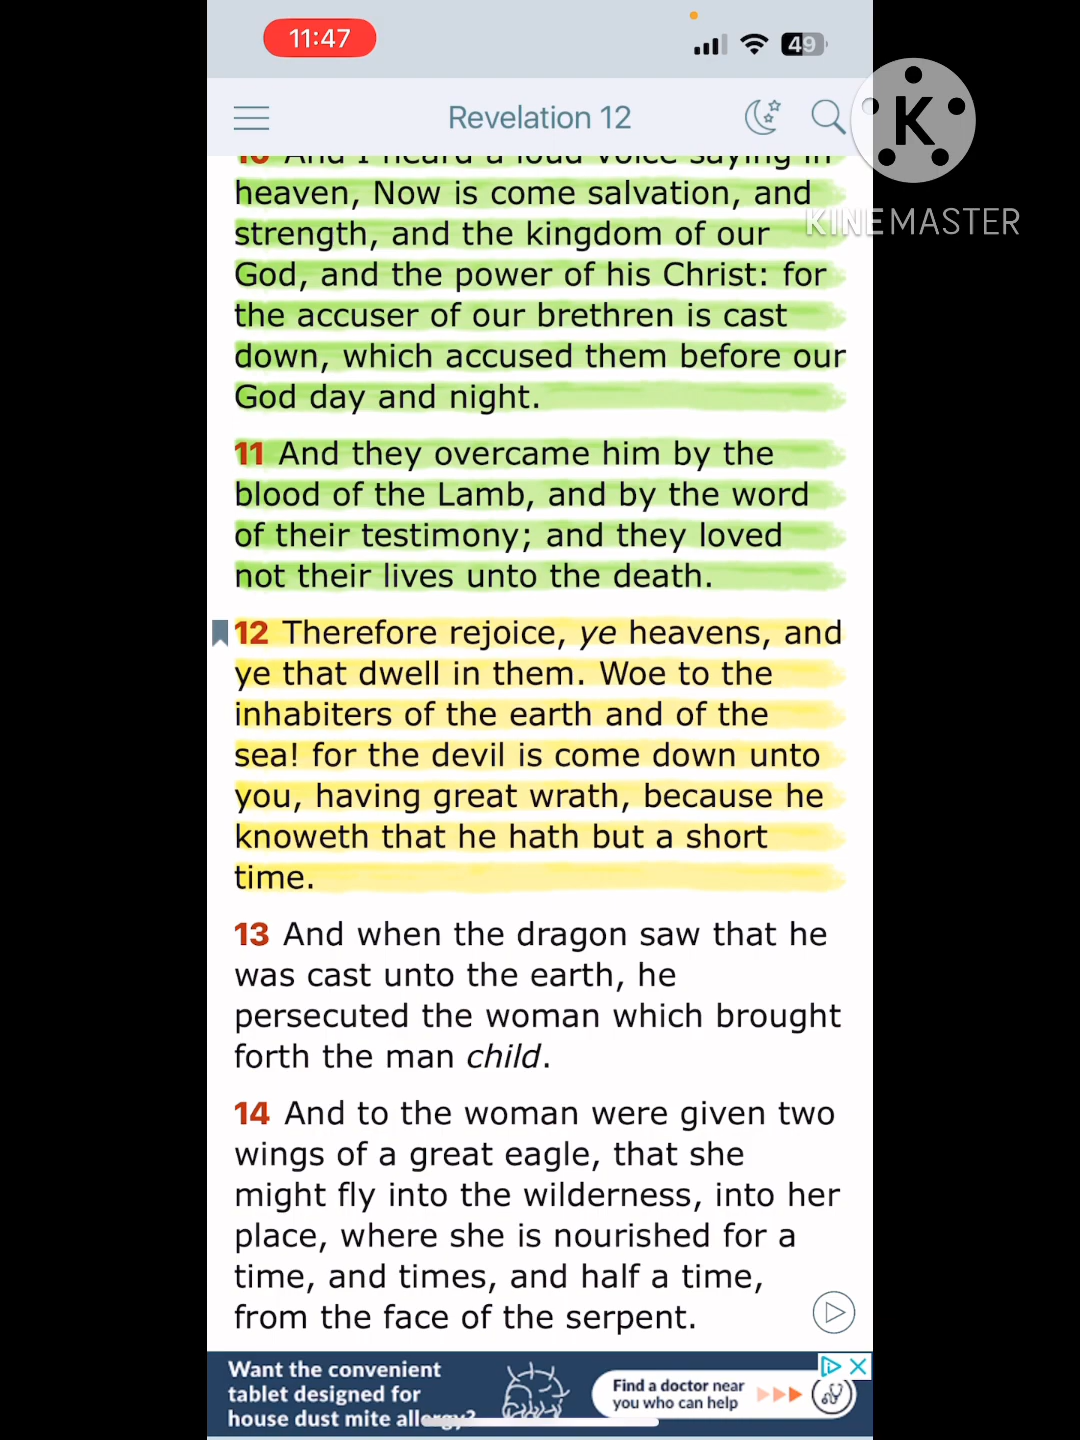 11:47
49
Revelation 12
K
KINEMASTER
10 And I heard a loud voice saying in
heaven, Now is come salvation, and
strength, and the kingdom of our
God, and the power of his Christ: for
the accuser of our brethren is cast
down, which accused them before our
God day and night.
11 And they overcame him by the
blood of the Lamb, and by the word
of their testimony; and they loved
not their lives unto the death.
12 Therefore rejoice, ye heavens, and
ye that dwell in them. Woe to the
inhabiters of the earth and of the
sea! for the devil is come down unto
you, having great wrath, because he
knoweth that he hath but a short
time.
13 And when the dragon saw that he
was cast unto the earth, he
persecuted the woman which brought
forth the man child.
14 And to the woman were given two
wings of a great eagle, that she
might fly into the wilderness, into her
place, where she is nourished for a
time, and times, and half a time,
from the face of the serpent.
Want the convenient
tablet designed for
house dust mite allergy?
Find a doctor near
you who can help